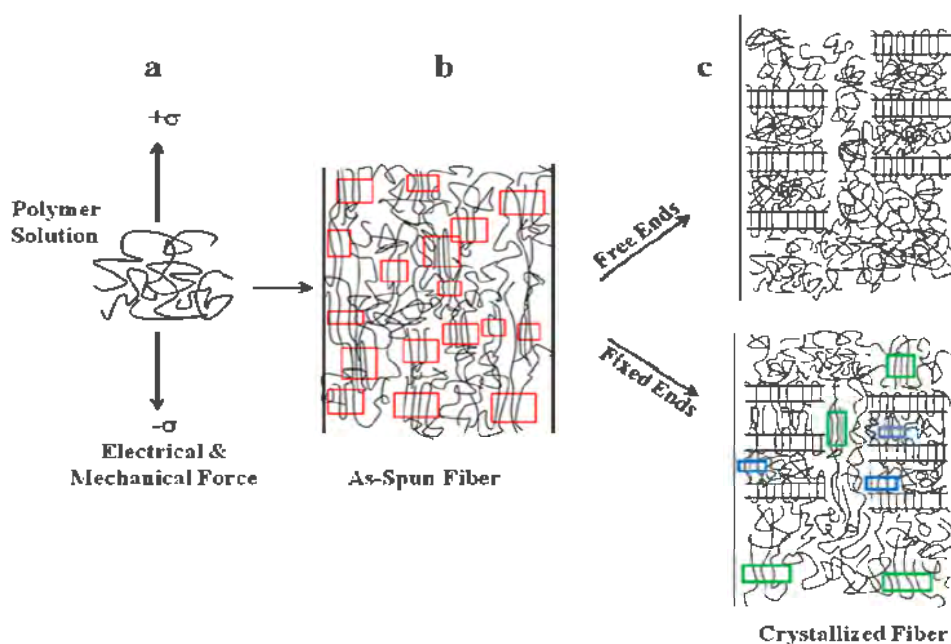 a
b
c
+σ
Polymer
Solution
-σ
Electrical &
Mechanical Force
As-Spun Fiber
Free Ends
Fixed Ends
Crystallized Fiber